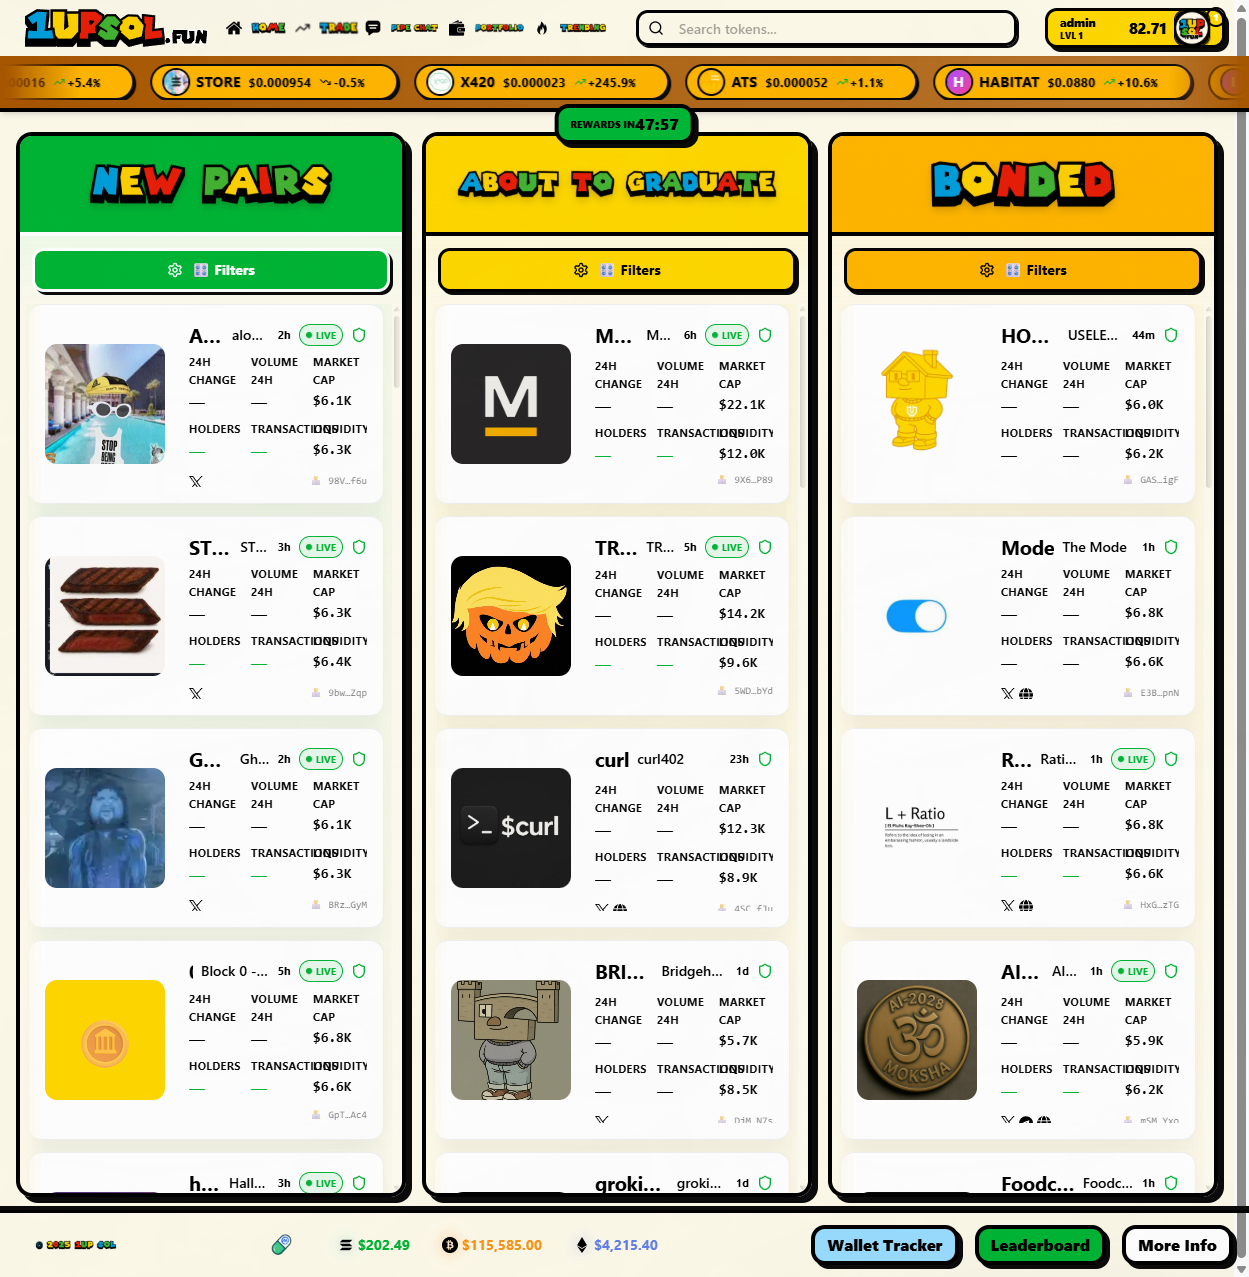 1UPSOL.FUN
HOME
TRADE
PIPE CHAT
PORTFOLIO
TRENDING
Search tokens...
admin
LVL 1
82.71
00016 +5.4%
STORE $0.000954 -0.5%
X420 $0.000023 +245.9%
ATS $0.000052 +1.1%
H HABITAT $0.0880 +10.6%
REWARDS IN 47:57
NEW PAIRS
Filters
A... alo... 2h LIVE
24H CHANGE VOLUME 24H MARKET CAP
— — $6.1K
HOLDERS TRANSACTIONS LIQUIDITY
— — $6.3K
98V...f6u
STOP
BEING
ST... ST... 3h LIVE
24H CHANGE VOLUME 24H MARKET CAP
— — $6.3K
HOLDERS TRANSACTIONS LIQUIDITY
— — $6.4K
9bw...Zqp
G... Gh... 2h LIVE
24H CHANGE VOLUME 24H MARKET CAP
— — $6.1K
HOLDERS TRANSACTIONS LIQUIDITY
— — $6.3K
BRz...GyM
Block 0 -... 5h LIVE
24H CHANGE VOLUME 24H MARKET CAP
— — $6.8K
HOLDERS TRANSACTIONS LIQUIDITY
— — $6.6K
GpT...Ac4
h... Hall... 3h LIVE
ABOUT TO GRADUATE
Filters
M
M... M... 6h LIVE
24H CHANGE VOLUME 24H MARKET CAP
— — $22.1K
HOLDERS TRANSACTIONS LIQUIDITY
— — $12.0K
9X6...P89
TR... TR... 5h LIVE
24H CHANGE VOLUME 24H MARKET CAP
— — $14.2K
HOLDERS TRANSACTIONS LIQUIDITY
— — $9.6K
5WD...bYd
>_ $curl
curl curl402 23h
24H CHANGE VOLUME 24H MARKET CAP
— — $12.3K
HOLDERS TRANSACTIONS LIQUIDITY
— — $8.9K
4SC...fJu
BRI... Bridgeh... 1d
24H CHANGE VOLUME 24H MARKET CAP
— — $5.7K
HOLDERS TRANSACTIONS LIQUIDITY
— — $8.5K
DjM...N7s
groki... groki... 1d
BONDED
Filters
HO... USELE... 44m
24H CHANGE VOLUME 24H MARKET CAP
— — $6.0K
HOLDERS TRANSACTIONS LIQUIDITY
— — $6.2K
GAS...igF
Mode The Mode 1h
24H CHANGE VOLUME 24H MARKET CAP
— — $6.8K
HOLDERS TRANSACTIONS LIQUIDITY
— — $6.6K
E3B...pnN
L + Ratio
R... Rati... 1h LIVE
24H CHANGE VOLUME 24H MARKET CAP
— — $6.8K
HOLDERS TRANSACTIONS LIQUIDITY
— — $6.6K
HxG...zTG
AI-2028
MOKSHA
AI... AI... 1h LIVE
24H CHANGE VOLUME 24H MARKET CAP
— — $5.9K
HOLDERS TRANSACTIONS LIQUIDITY
— — $6.2K
m5M...Yxo
Foodc... Foodc... 1h
© 2025 1UP SOL
$202.49
$115,585.00
$4,215.40
Wallet Tracker
Leaderboard
More Info